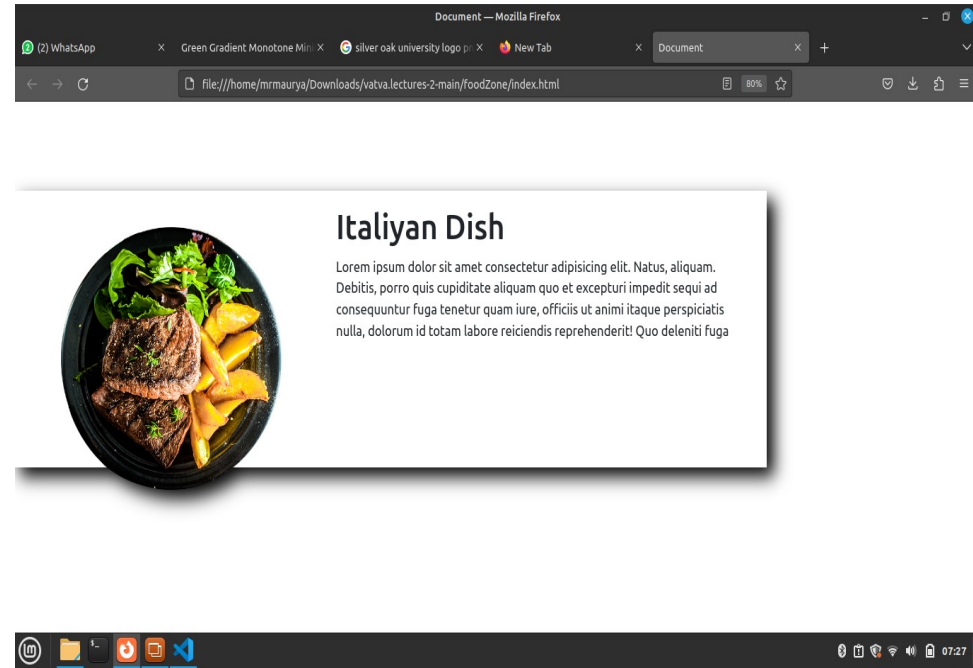 Document — Mozilla Firefox
(2) WhatsApp
Green Gradient Monotone Min
silver oak university logo pn
New Tab
Document
file:///home/mrmaurya/Downloads/vatva.lectures-2-main/foodZone/index.html
80%
Italiyan Dish
Lorem ipsum dolor sit amet consectetur adipisicing elit. Natus, aliquam.
Debitis, porro quis cupiditate aliquam quo et excepturi impedit sequi ad
consequuntur fuga tenetur quam iure, officiis ut animi itaque perspiciatis
nulla, dolorum id totam labore reiciendis reprehenderit! Quo deleniti fuga
07:27